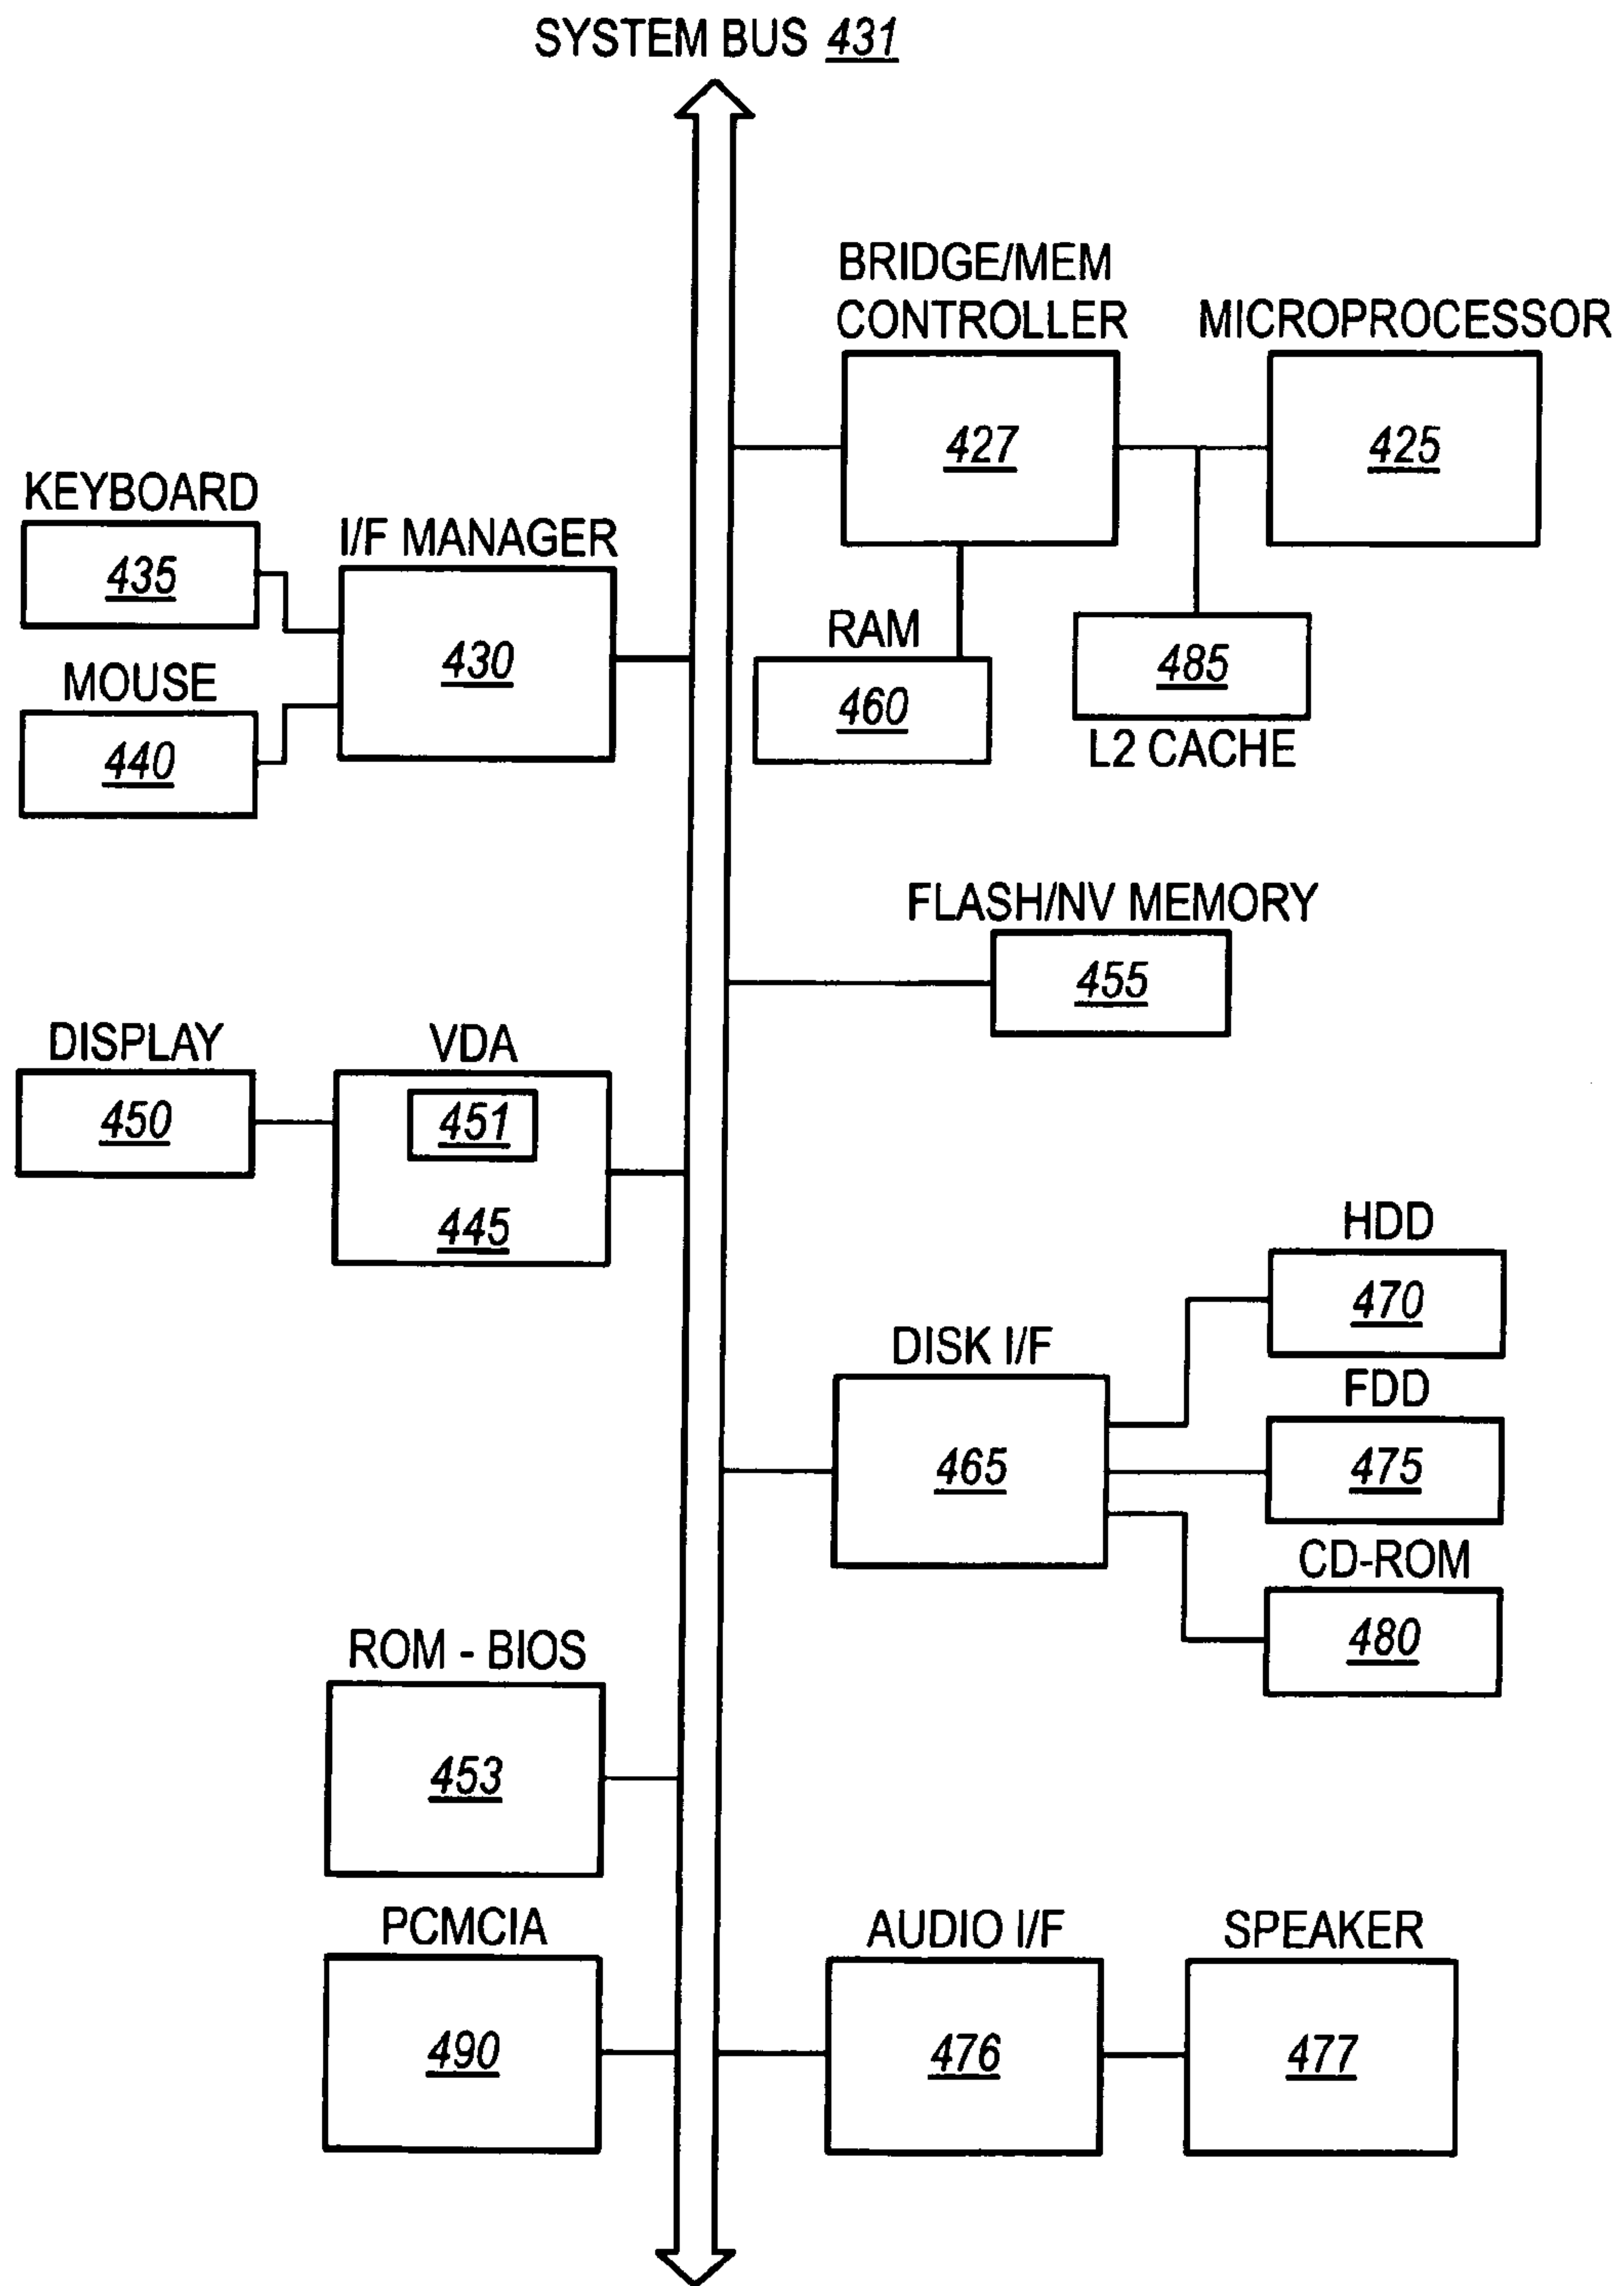 SYSTEM BUS 431
BRIDGE/MEM
CONTROLLER
427
MICROPROCESSOR
425
KEYBOARD
435
I/F MANAGER
430
MOUSE
440
RAM
460
485
L2 CACHE
FLASH/NV MEMORY
455
DISPLAY
450
VDA
451
445
HDD
470
DISK I/F
465
FDD
475
CD-ROM
480
ROM - BIOS
453
PCMCIA
490
AUDIO I/F
476
SPEAKER
477